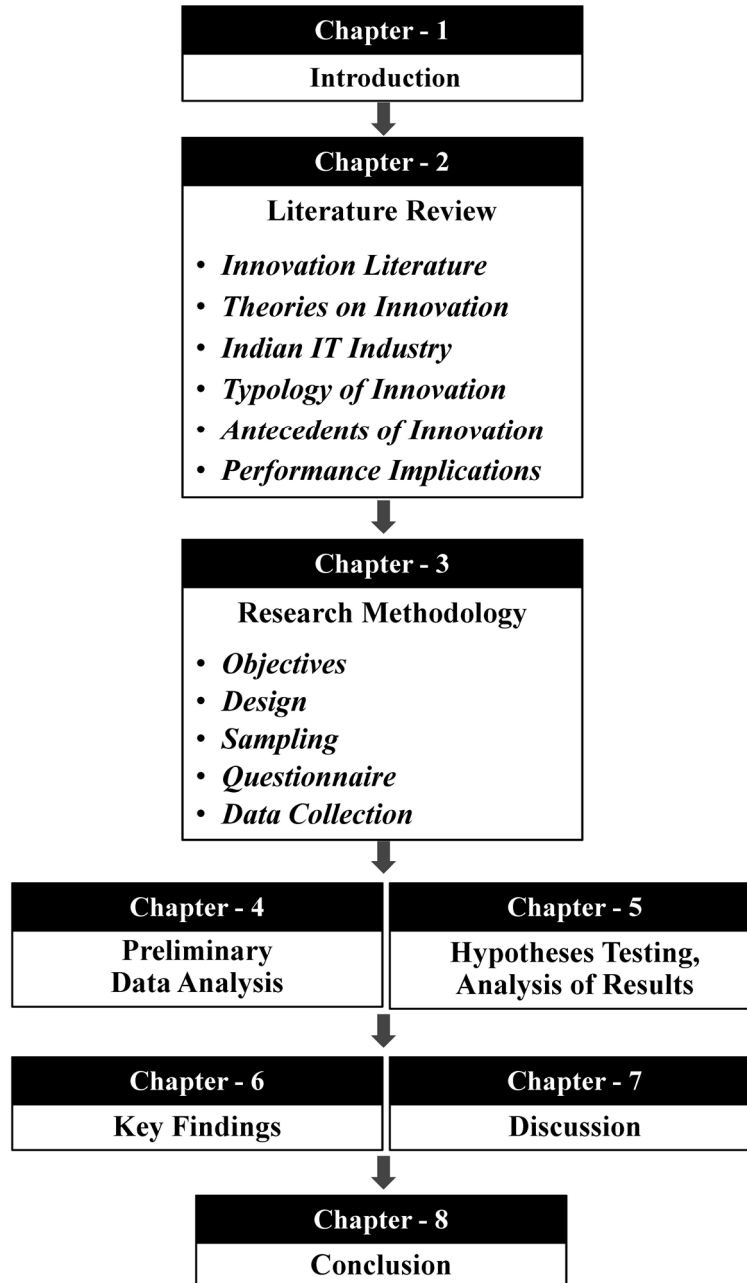 Chapter - 1
Introduction
Chapter - 2
Literature Review
• Innovation Literature
• Theories on Innovation
• Indian IT Industry
• Typology of Innovation
• Antecedents of Innovation
• Performance Implications
Chapter - 3
Research Methodology
• Objectives
• Design
• Sampling
• Questionnaire
• Data Collection
Chapter - 4
Preliminary
Data Analysis
Chapter - 5
Hypotheses Testing,
Analysis of Results
Chapter - 6
Key Findings
Chapter - 7
Discussion
Chapter - 8
Conclusion